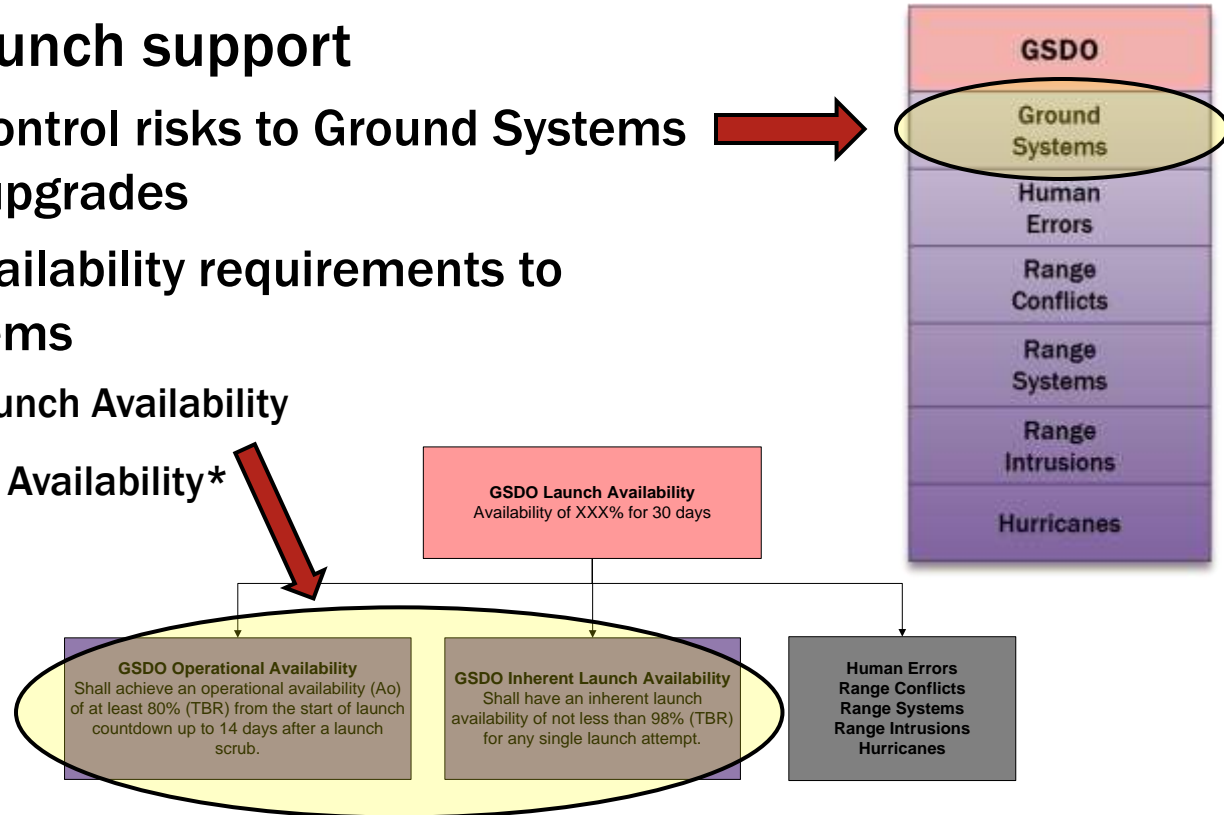 unch support
ontrol risks to Ground Systems
upgrades
ailability requirements to
ems
unch Availability
Availability*
GSDO
Ground
Systems
Human
Errors
Range
Conflicts
Range
Systems
Range
Intrusions
Hurricanes
GSDO Launch Availability
Availability of XXX% for 30 days
GSDO Operational Availability
Shall achieve an operational availability (Ao)
of at least 80% (TBR) from the start of launch
countdown up to 14 days after a launch
scrub.
GSDO Inherent Launch Availability
Shall have an inherent launch
availability of not less than 98% (TBR)
for any single launch attempt.
Human Errors
Range Conflicts
Range Systems
Range Intrusions
Hurricanes